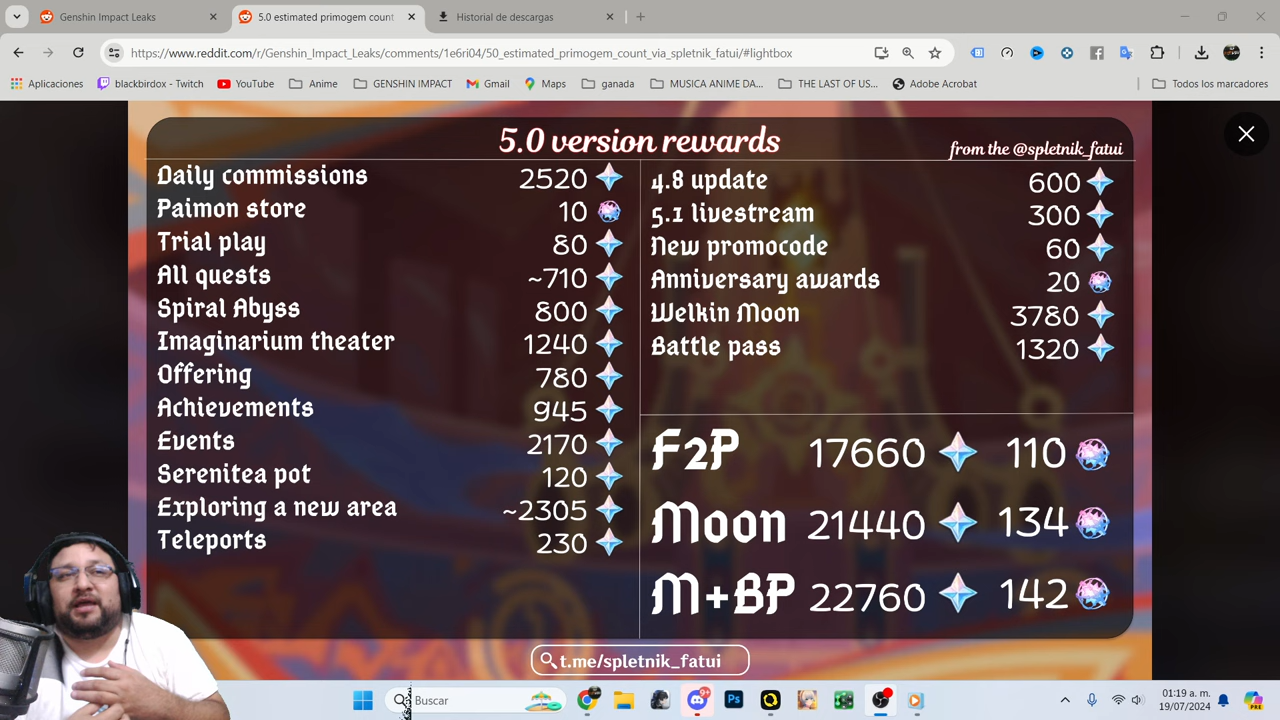 Genshin Impact Leaks
5.0 estimated primogem count
Historial de descargas
https://www.reddit.com/r/Genshin_Impact_Leaks/comments/1e6ri04/50_estimated_primogem_count_via_spletnik_fatui/#lightbox
Aplicaciones
blackbirdox - Twitch
YouTube
Anime
GENSHIN IMPACT
Gmail
Maps
ganada
MUSICA ANIME DA...
THE LAST OF US...
Adobe Acrobat
Todos los marcadores
5.0 version rewards
from the @spletnik_fatui
Daily commissions 2520
Paimon store 10
Trial play 80
All quests ~710
Spiral Abyss 800
Imaginarium theater 1240
Offering 780
Achievements 945
Events 2170
Serenitea pot 120
Exploring a new area ~2305
Teleports 230
4.8 update 600
5.1 livestream 300
New promocode 60
Anniversary awards 20
Welkin Moon 3780
Battle pass 1320
F2P 17660 110
Moon 21440 134
M+BP 22760 142
t.me/spletnik_fatui
Buscar
9+
Ps
PRE
01:19 a. m.
19/07/2024